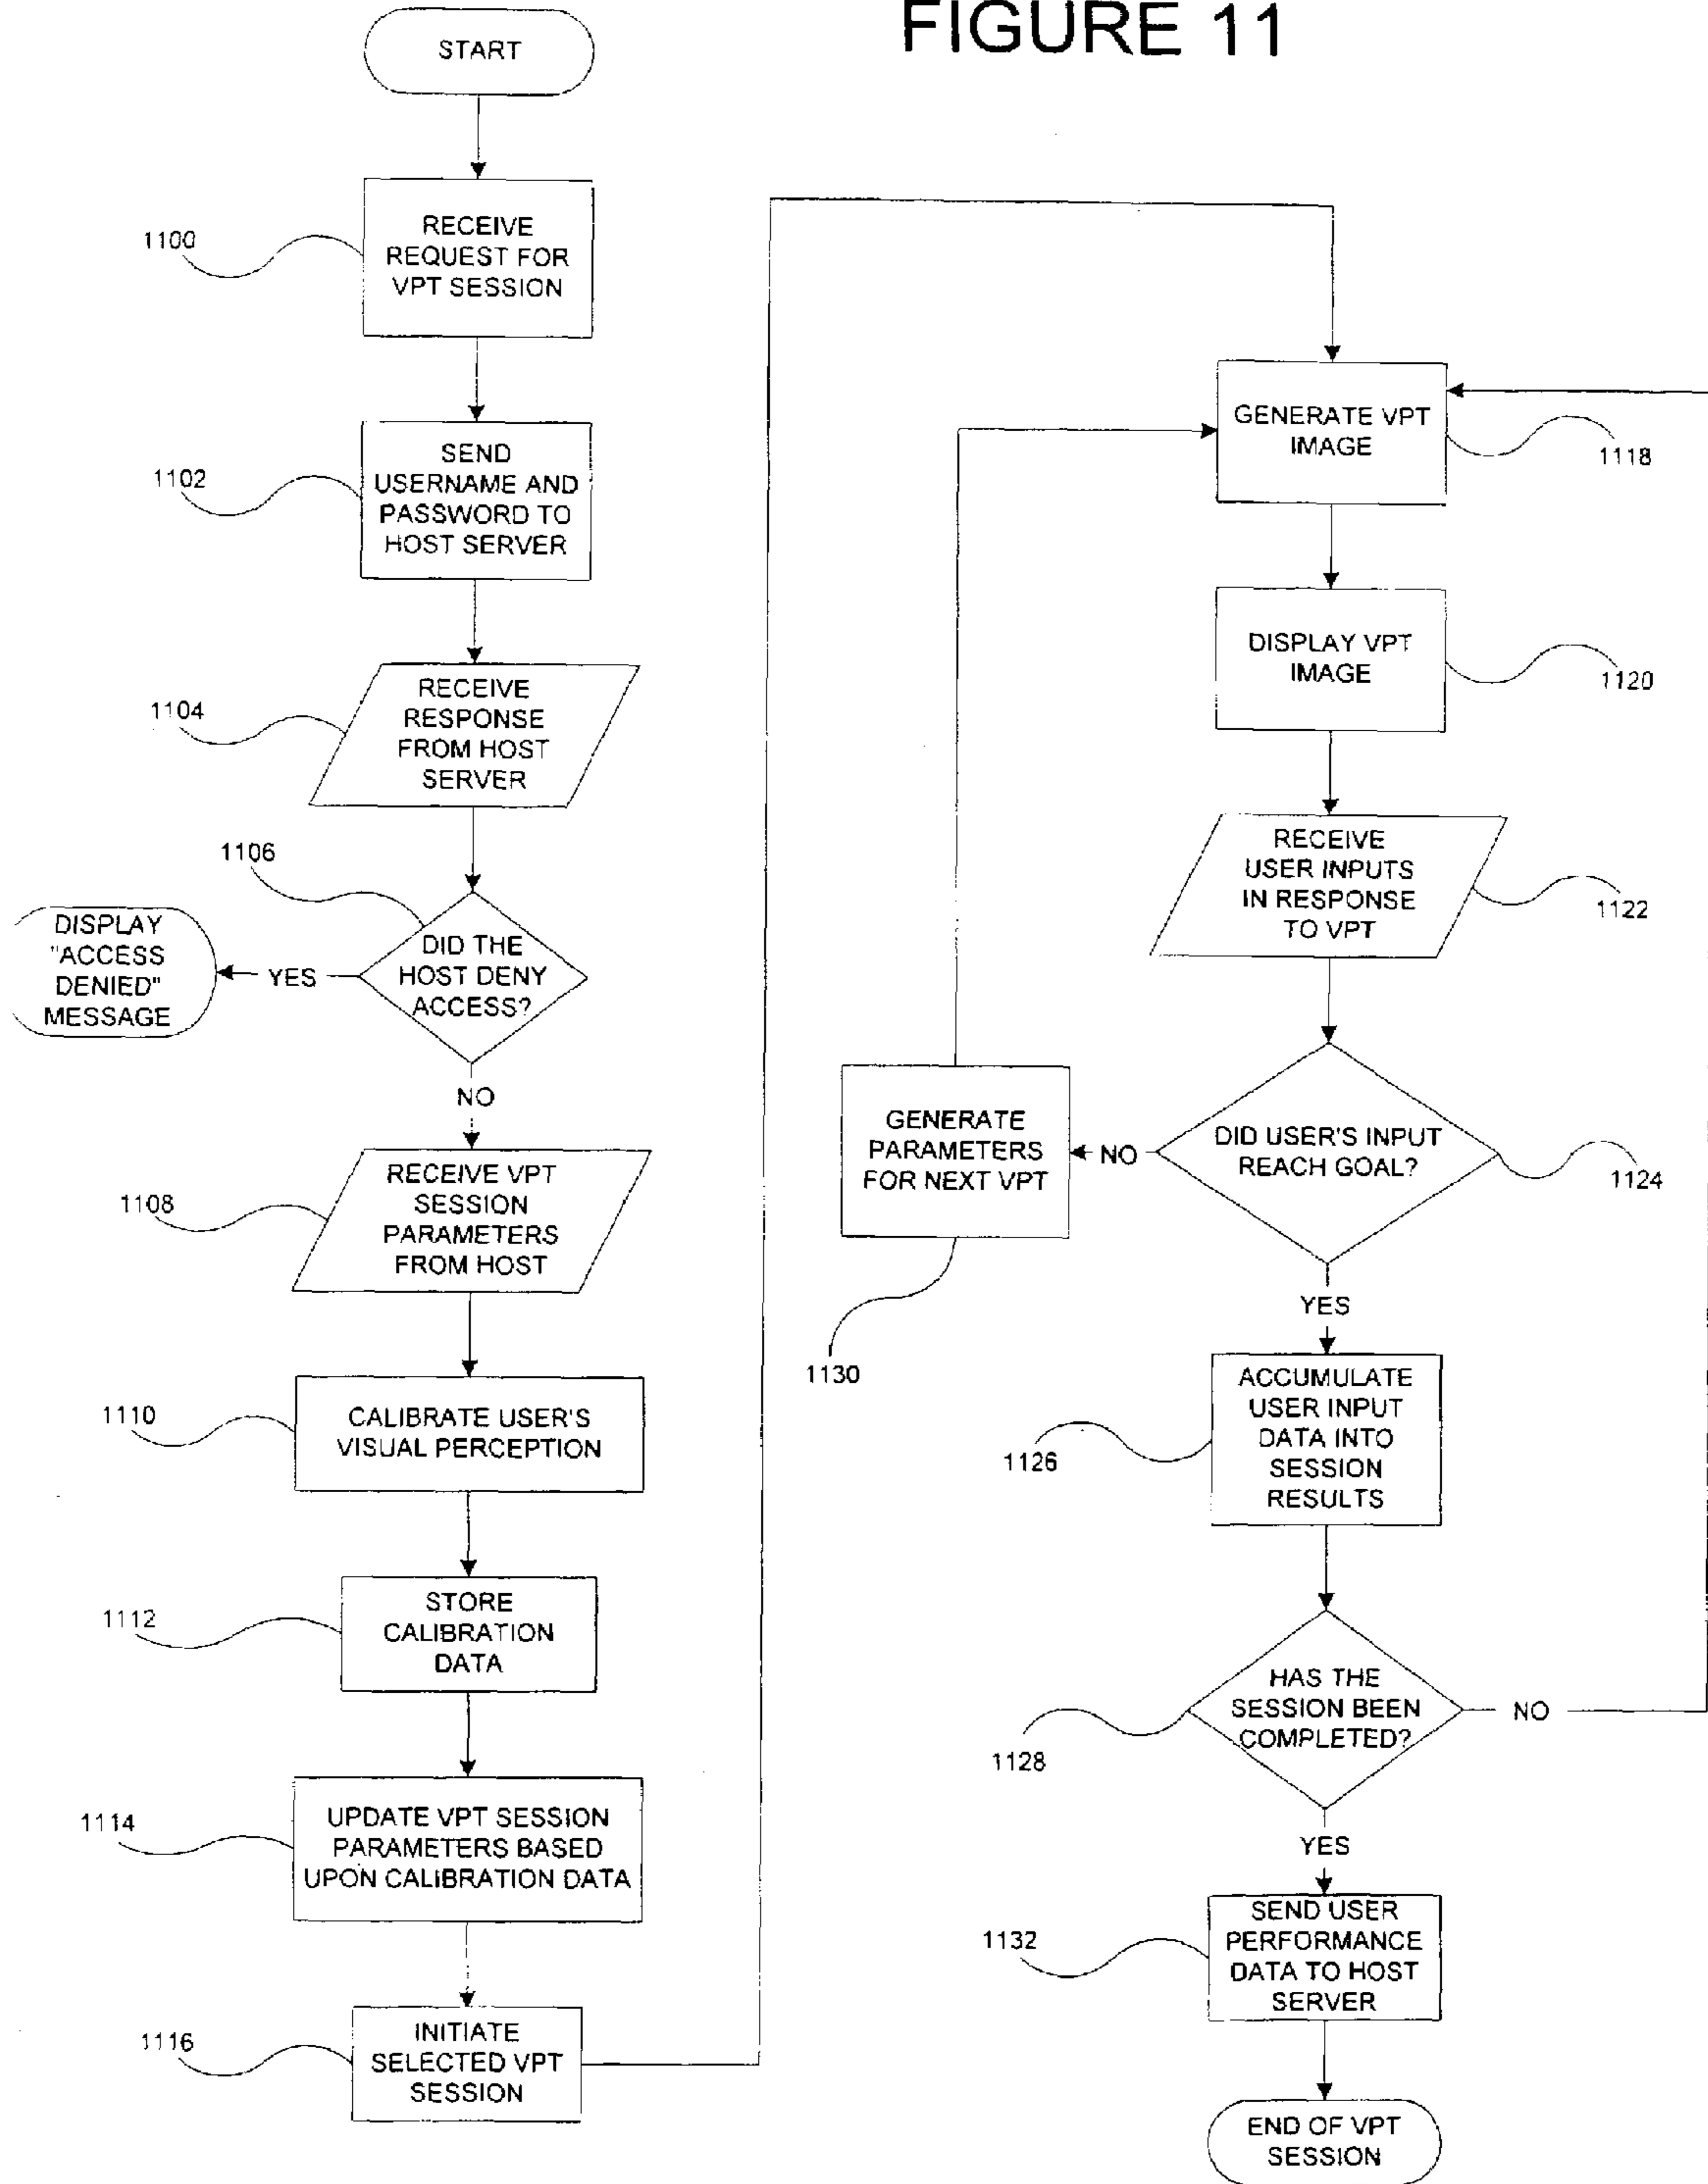 FIGURE 11
START
1100
RECEIVE
REQUEST FOR
VPT SESSION
1102
SEND
USERNAME AND
PASSWORD TO
HOST SERVER
1104
RECEIVE
RESPONSE
FROM HOST
SERVER
1106
DID THE
HOST DENY
ACCESS?
YES
DISPLAY
"ACCESS
DENIED"
MESSAGE
NO
1108
RECEIVE VPT
SESSION
PARAMETERS
FROM HOST
1110
CALIBRATE USER'S
VISUAL PERCEPTION
1112
STORE
CALIBRATION
DATA
1114
UPDATE VPT SESSION
PARAMETERS BASED
UPON CALIBRATION DATA
1116
INITIATE
SELECTED VPT
SESSION
GENERATE VPT
IMAGE
1118
DISPLAY VPT
IMAGE
1120
RECEIVE
USER INPUTS
IN RESPONSE
TO VPT
1122
DID USER'S INPUT
REACH GOAL?
1124
NO
GENERATE
PARAMETERS
FOR NEXT VPT
1130
YES
ACCUMULATE
USER INPUT
DATA INTO
SESSION
RESULTS
1126
HAS THE
SESSION BEEN
COMPLETED?
NO
1128
YES
SEND USER
PERFORMANCE
DATA TO HOST
SERVER
1132
END OF VPT
SESSION